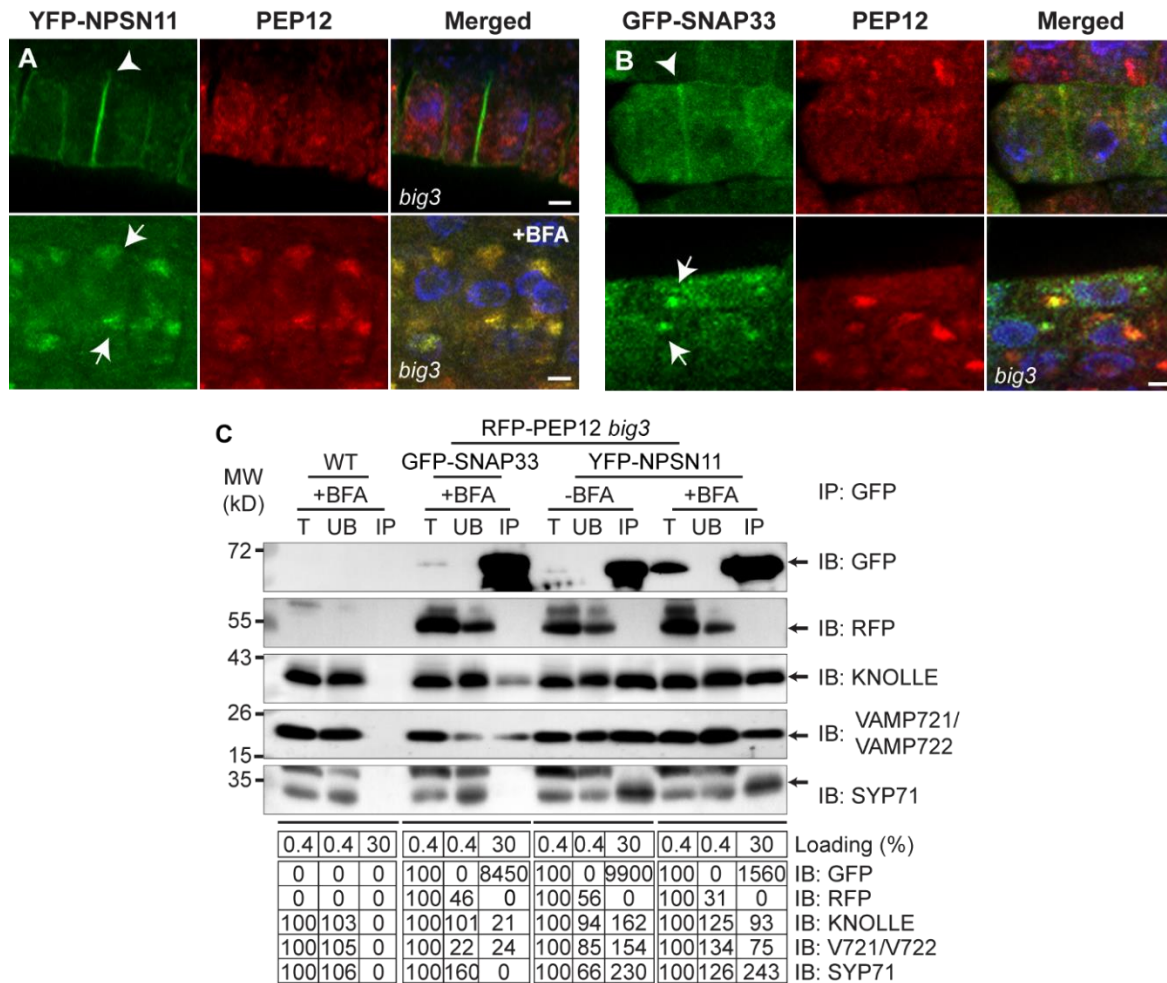 YFP-NPSN11 PEP12 Merged
A
big3
+BFA
big3
GFP-SNAP33 PEP12 Merged
B
big3
C
RFP-PEP12 big3
WT GFP-SNAP33 YFP-NPSN11
MW
(kD)
+BFA +BFA -BFA +BFA IP: GFP
T UB IP T UB IP T UB IP T UB IP
72
IB: GFP
55
IB: RFP
43
IB: KNOLLE
26
15
IB: VAMP721/
VAMP722
35
IB: SYP71
0.4 0.4 30 0.4 0.4 30 0.4 0.4 30 0.4 0.4 30 Loading (%)
0 0 0 100 0 8450 100 0 9900 100 0 1560 IB: GFP
0 0 0 100 46 0 100 56 0 100 31 0 IB: RFP
100 103 0 100 101 21 100 94 162 100 125 93 IB: KNOLLE
100 105 0 100 22 24 100 85 154 100 134 75 IB: V721/V722
100 106 0 100 160 0 100 66 230 100 126 243 IB: SYP71